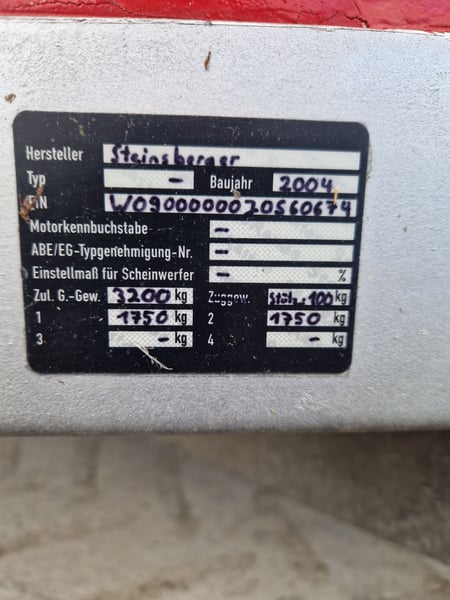 Hersteller Steinsberger
Typ - Baujahr 2004
FIN W0900000020560674
Motorkennbuchstabe -
ABE/EG-Typgenehmigung-Nr. -
Einstellmaß für Scheinwerfer - %
Zul. G.-Gew. 3200 kg Zuggew. Stütz: 100 kg
1 1750 kg 2 1750 kg
3 - kg 4 - kg